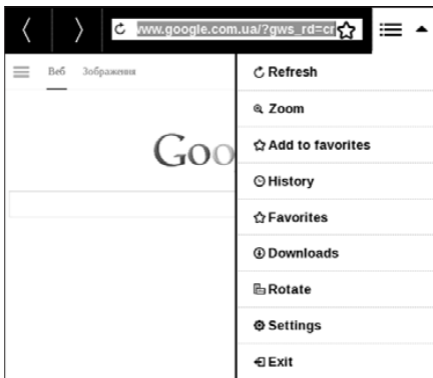 www.google.com.ua/?gws_rd=cr
Веб Зображення
Goo
Refresh
Zoom
Add to favorites
History
Favorites
Downloads
Rotate
Settings
Exit